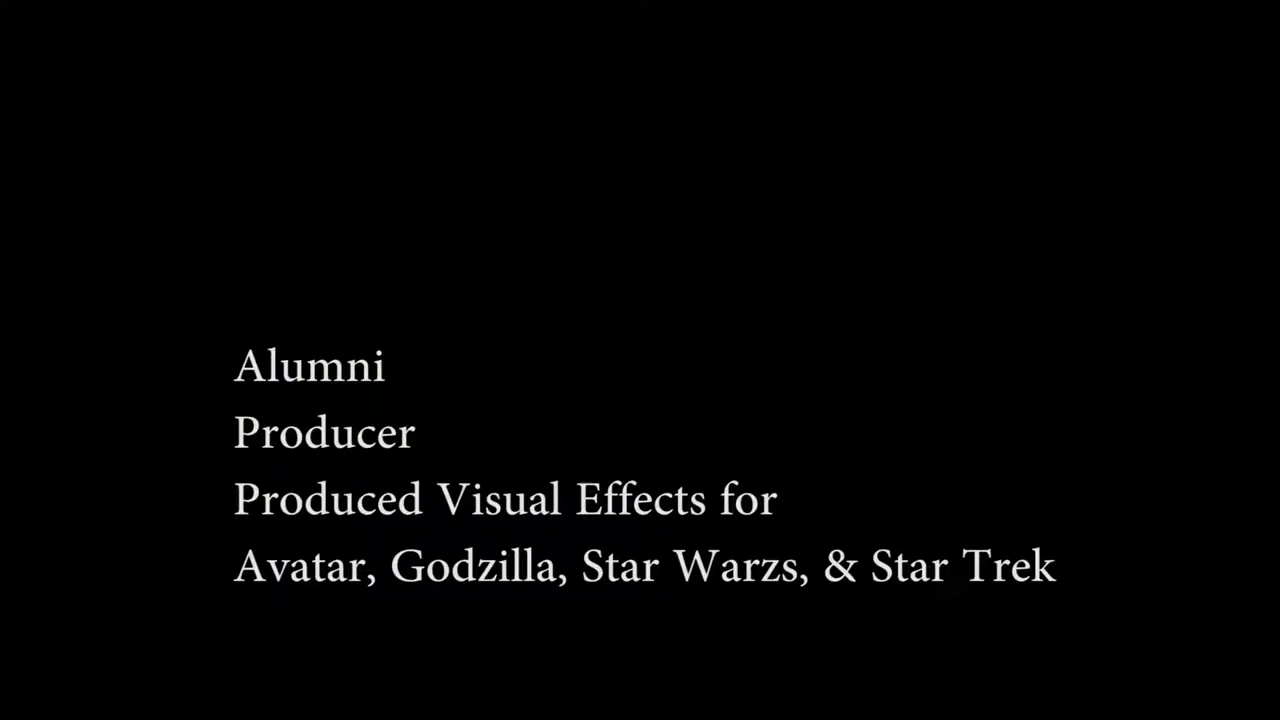 Alumni
Producer
Produced Visual Effects for
Avatar, Godzilla, Star Warzs, & Star Trek